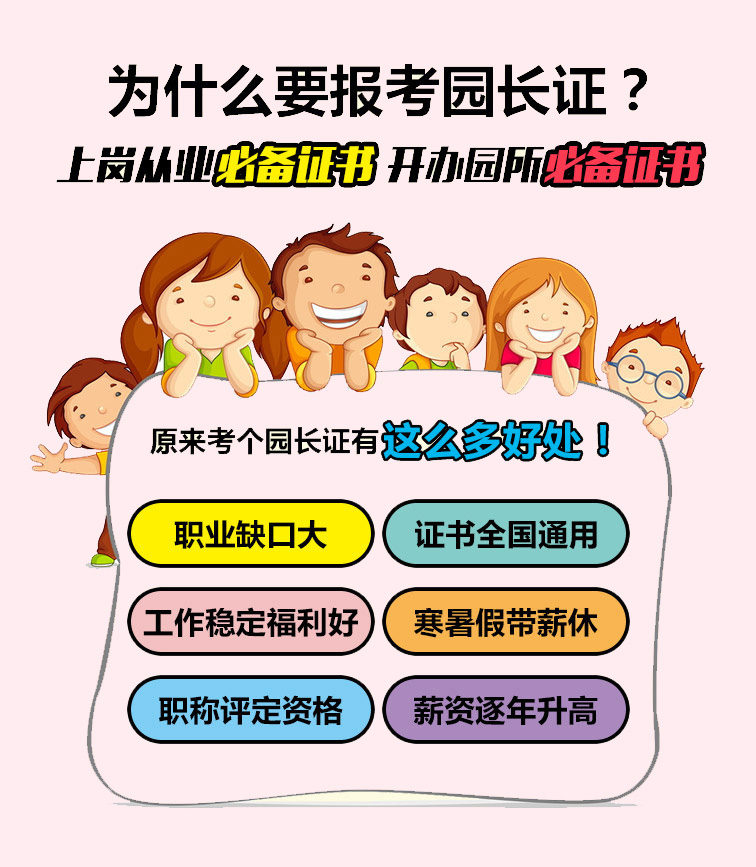 为什么要报考园长证？
上岗从业必备证书 开办园所必备证书
原来考个园长证有这么多好处！
职业缺口大 证书全国通用
工作稳定福利好 寒暑假带薪休
职称评定资格 薪资逐年升高